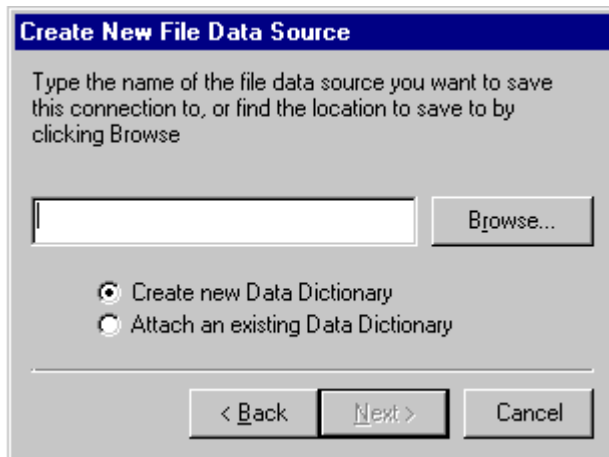 Create New File Data Source
Type the name of the file data source you want to save
this connection to, or find the location to save to by
clicking Browse
Browse...
Create new Data Dictionary
Attach an existing Data Dictionary
< Back
Next >
Cancel